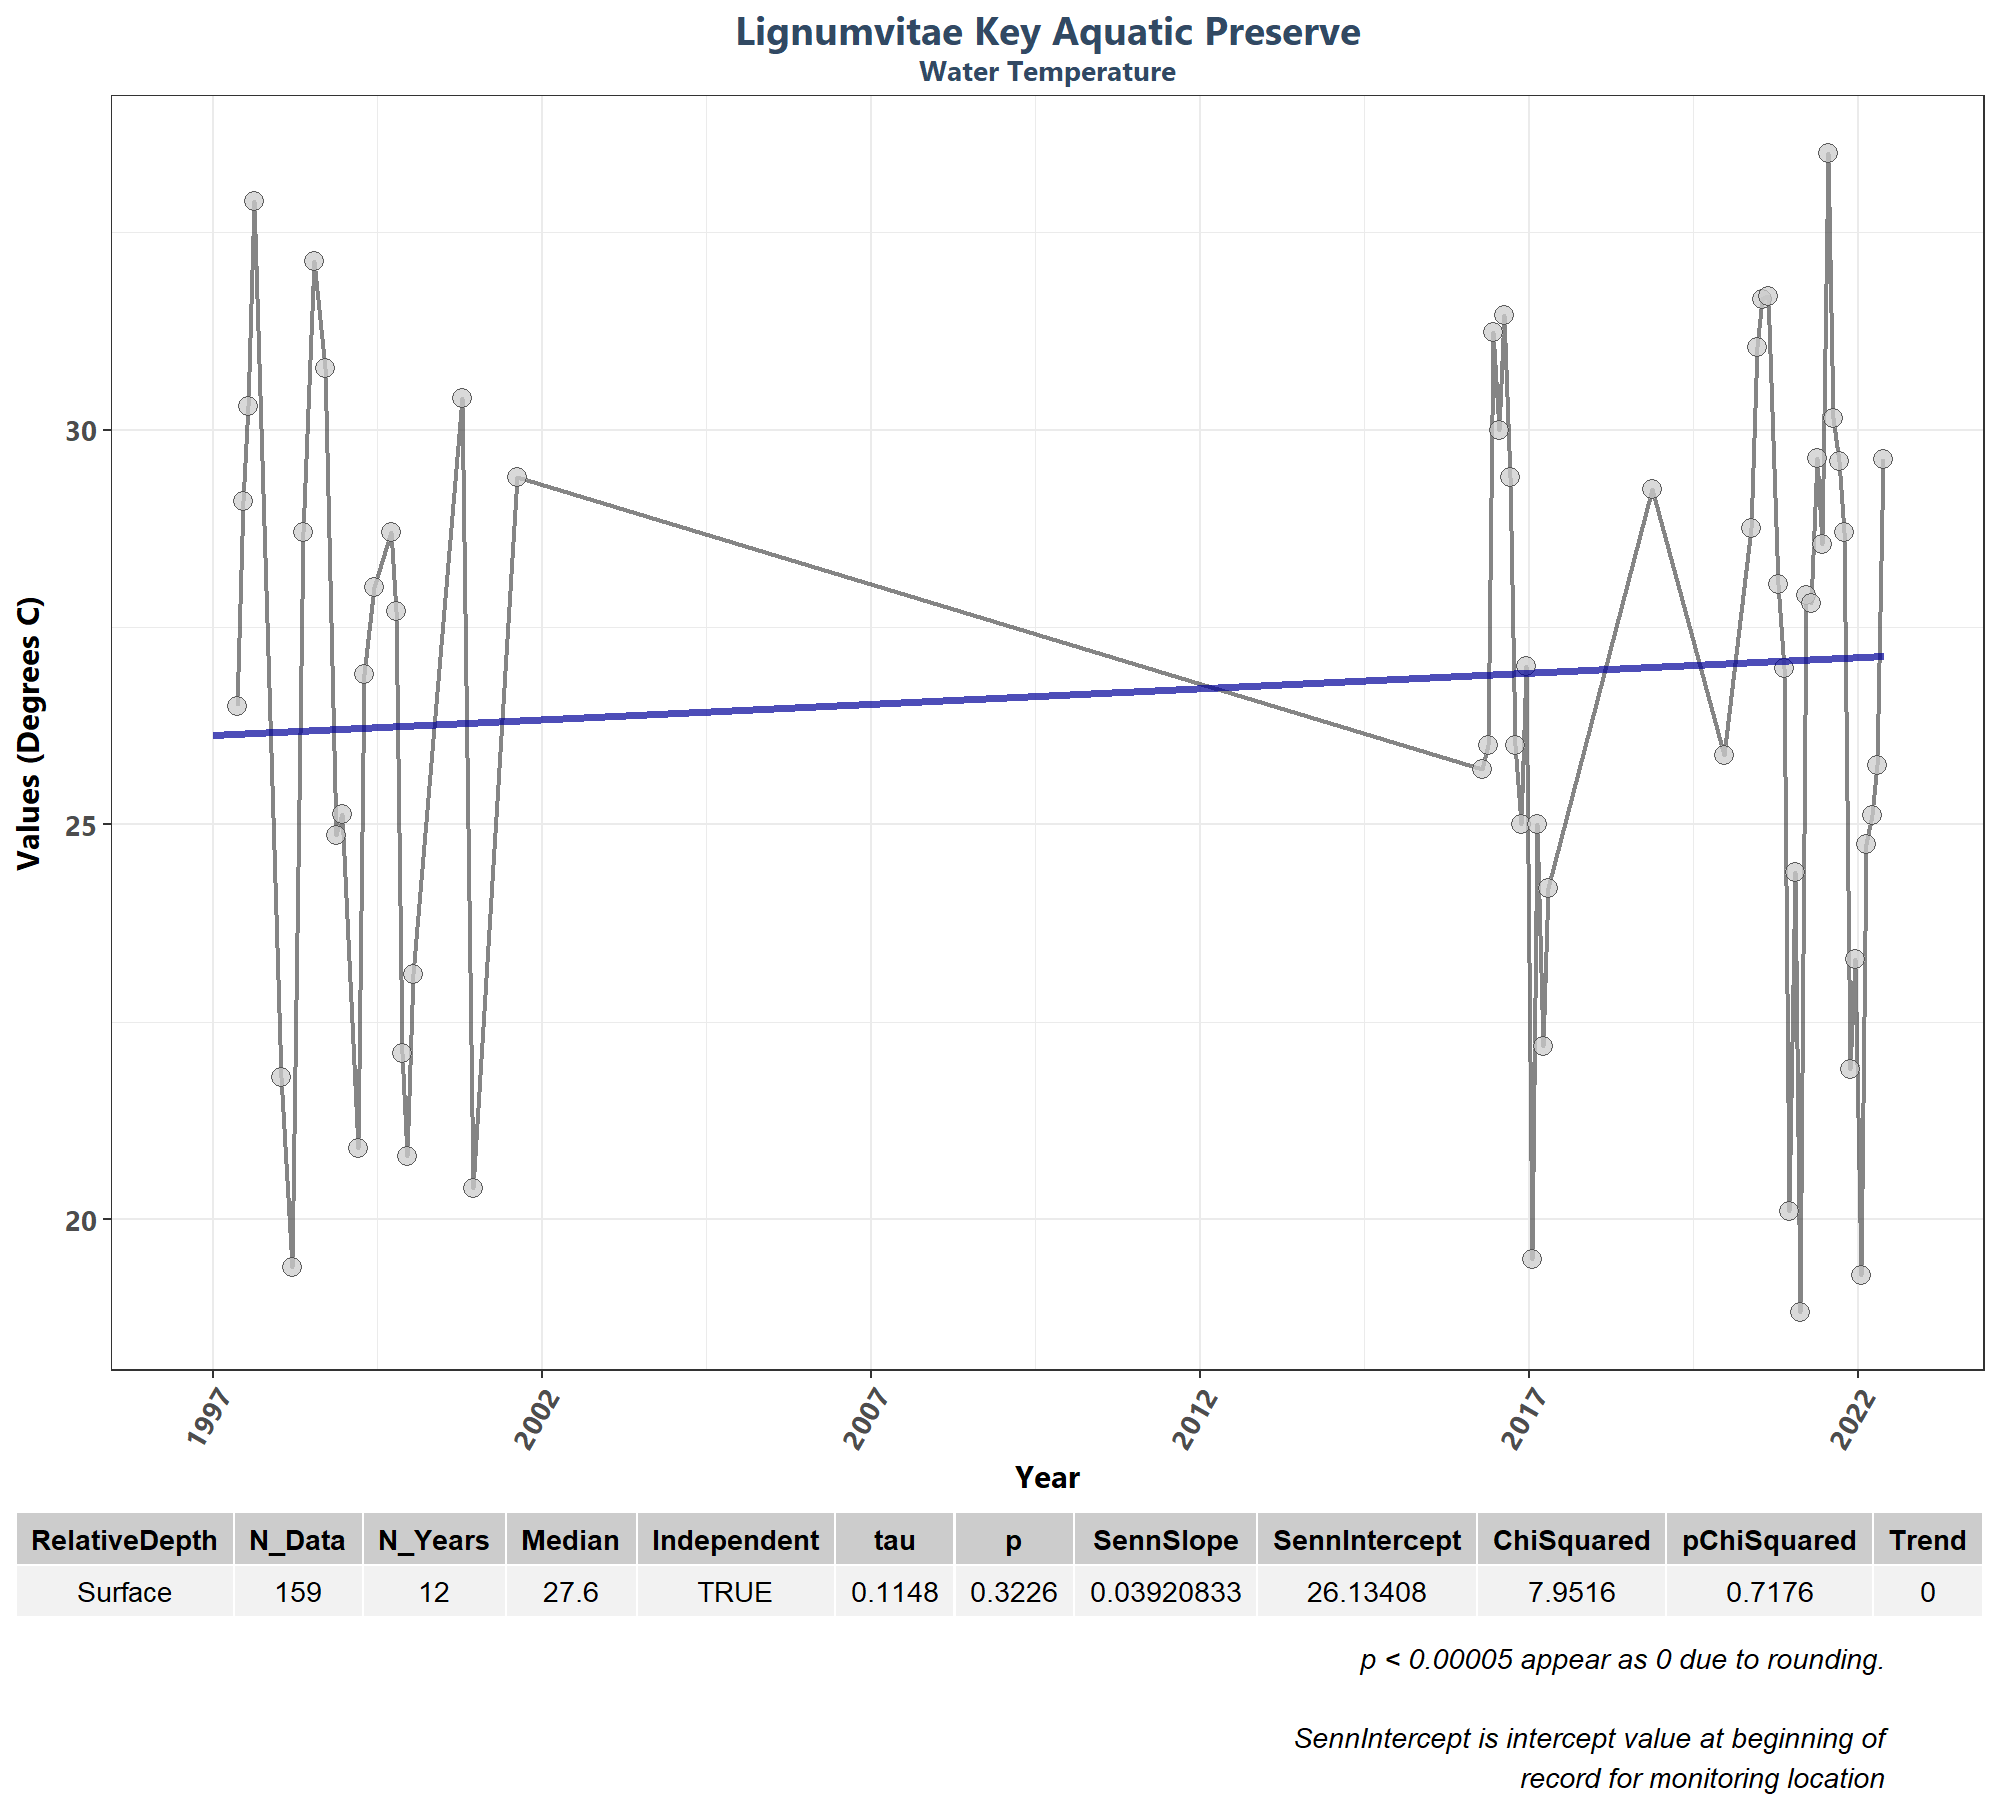 Lignumvitae Key Aquatic Preserve
Water Temperature
Values (Degrees C)
30
25
20
1997 2002 2007 2012 2017 2022
Year
RelativeDepth N_Data N_Years Median Independent tau p SennSlope SennIntercept ChiSquared pChiSquared Trend
Surface 159 12 27.6 TRUE 0.1148 0.3226 0.03920833 26.13408 7.9516 0.7176 0
p < 0.00005 appear as 0 due to rounding.
SennIntercept is intercept value at beginning of
record for monitoring location